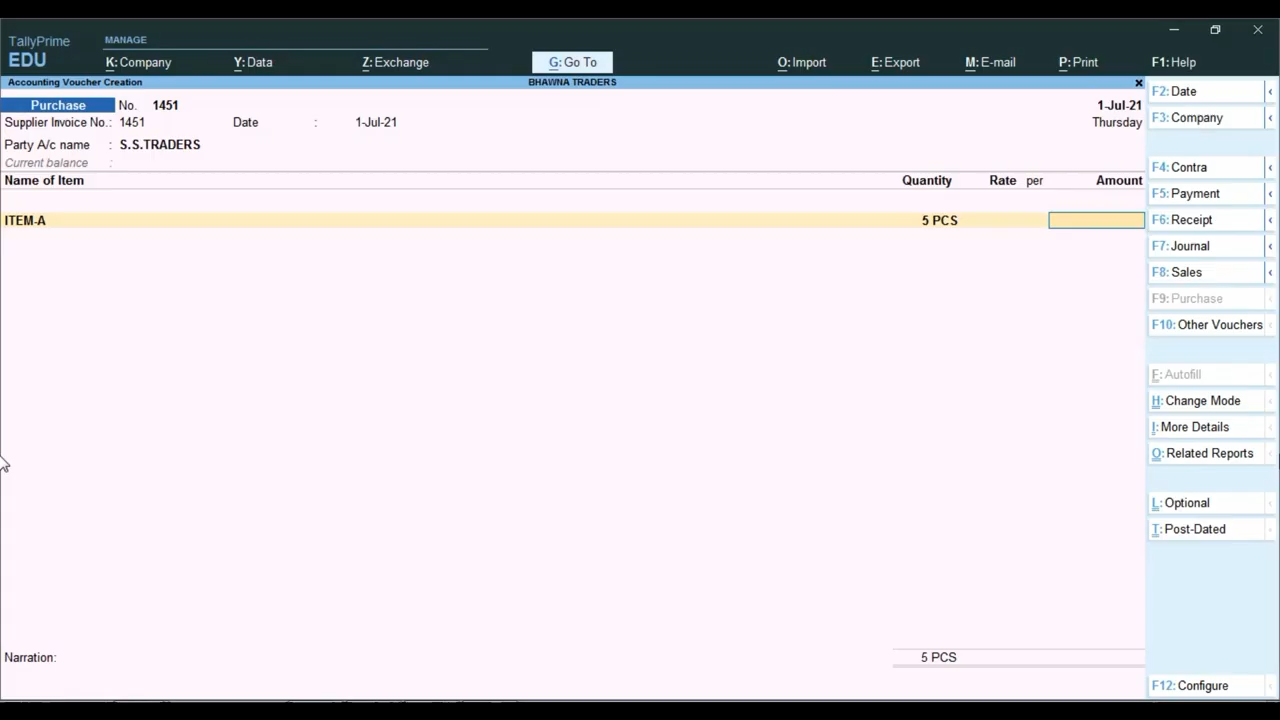 TallyPrime
EDU
MANAGE
K: Company Y: Data Z: Exchange G: Go To O: Import E: Export M: E-mail P: Print F1: Help
Accounting Voucher Creation BHAWNA TRADERS
Purchase No. 1451 1-Jul-21
Supplier Invoice No.: 1451 Date : 1-Jul-21 Thursday
Party A/c name : S.S.TRADERS
Current balance :
Name of Item Quantity Rate per Amount
ITEM-A 5 PCS
Narration: 5 PCS
F2: Date
F3: Company
F4: Contra
F5: Payment
F6: Receipt
F7: Journal
F8: Sales
F9: Purchase
F10: Other Vouchers
F: Autofill
H: Change Mode
I: More Details
O: Related Reports
L: Optional
T: Post-Dated
F12: Configure